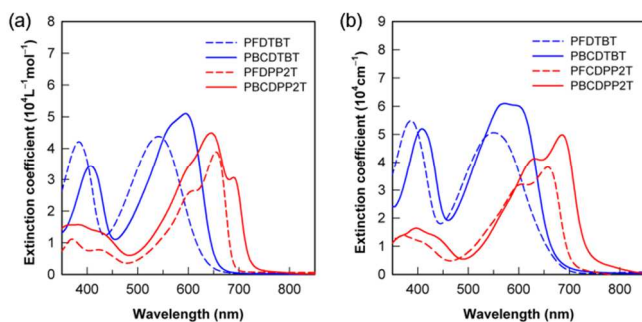 (a)
Extinction coefficient (10⁴L⁻¹mol⁻¹)
8
7
6
5
4
3
2
1
0
PFDTBT
PBCDTBT
PFDPP2T
PBCDPP2T
400 500 600 700 800
Wavelength (nm)
(b)
Extinction coefficient (10⁴cm⁻¹)
9
8
7
6
5
4
3
2
1
0
PFDTBT
PBCDTBT
PFCDPP2T
PBCDPP2T
400 500 600 700 800
Wavelength (nm)